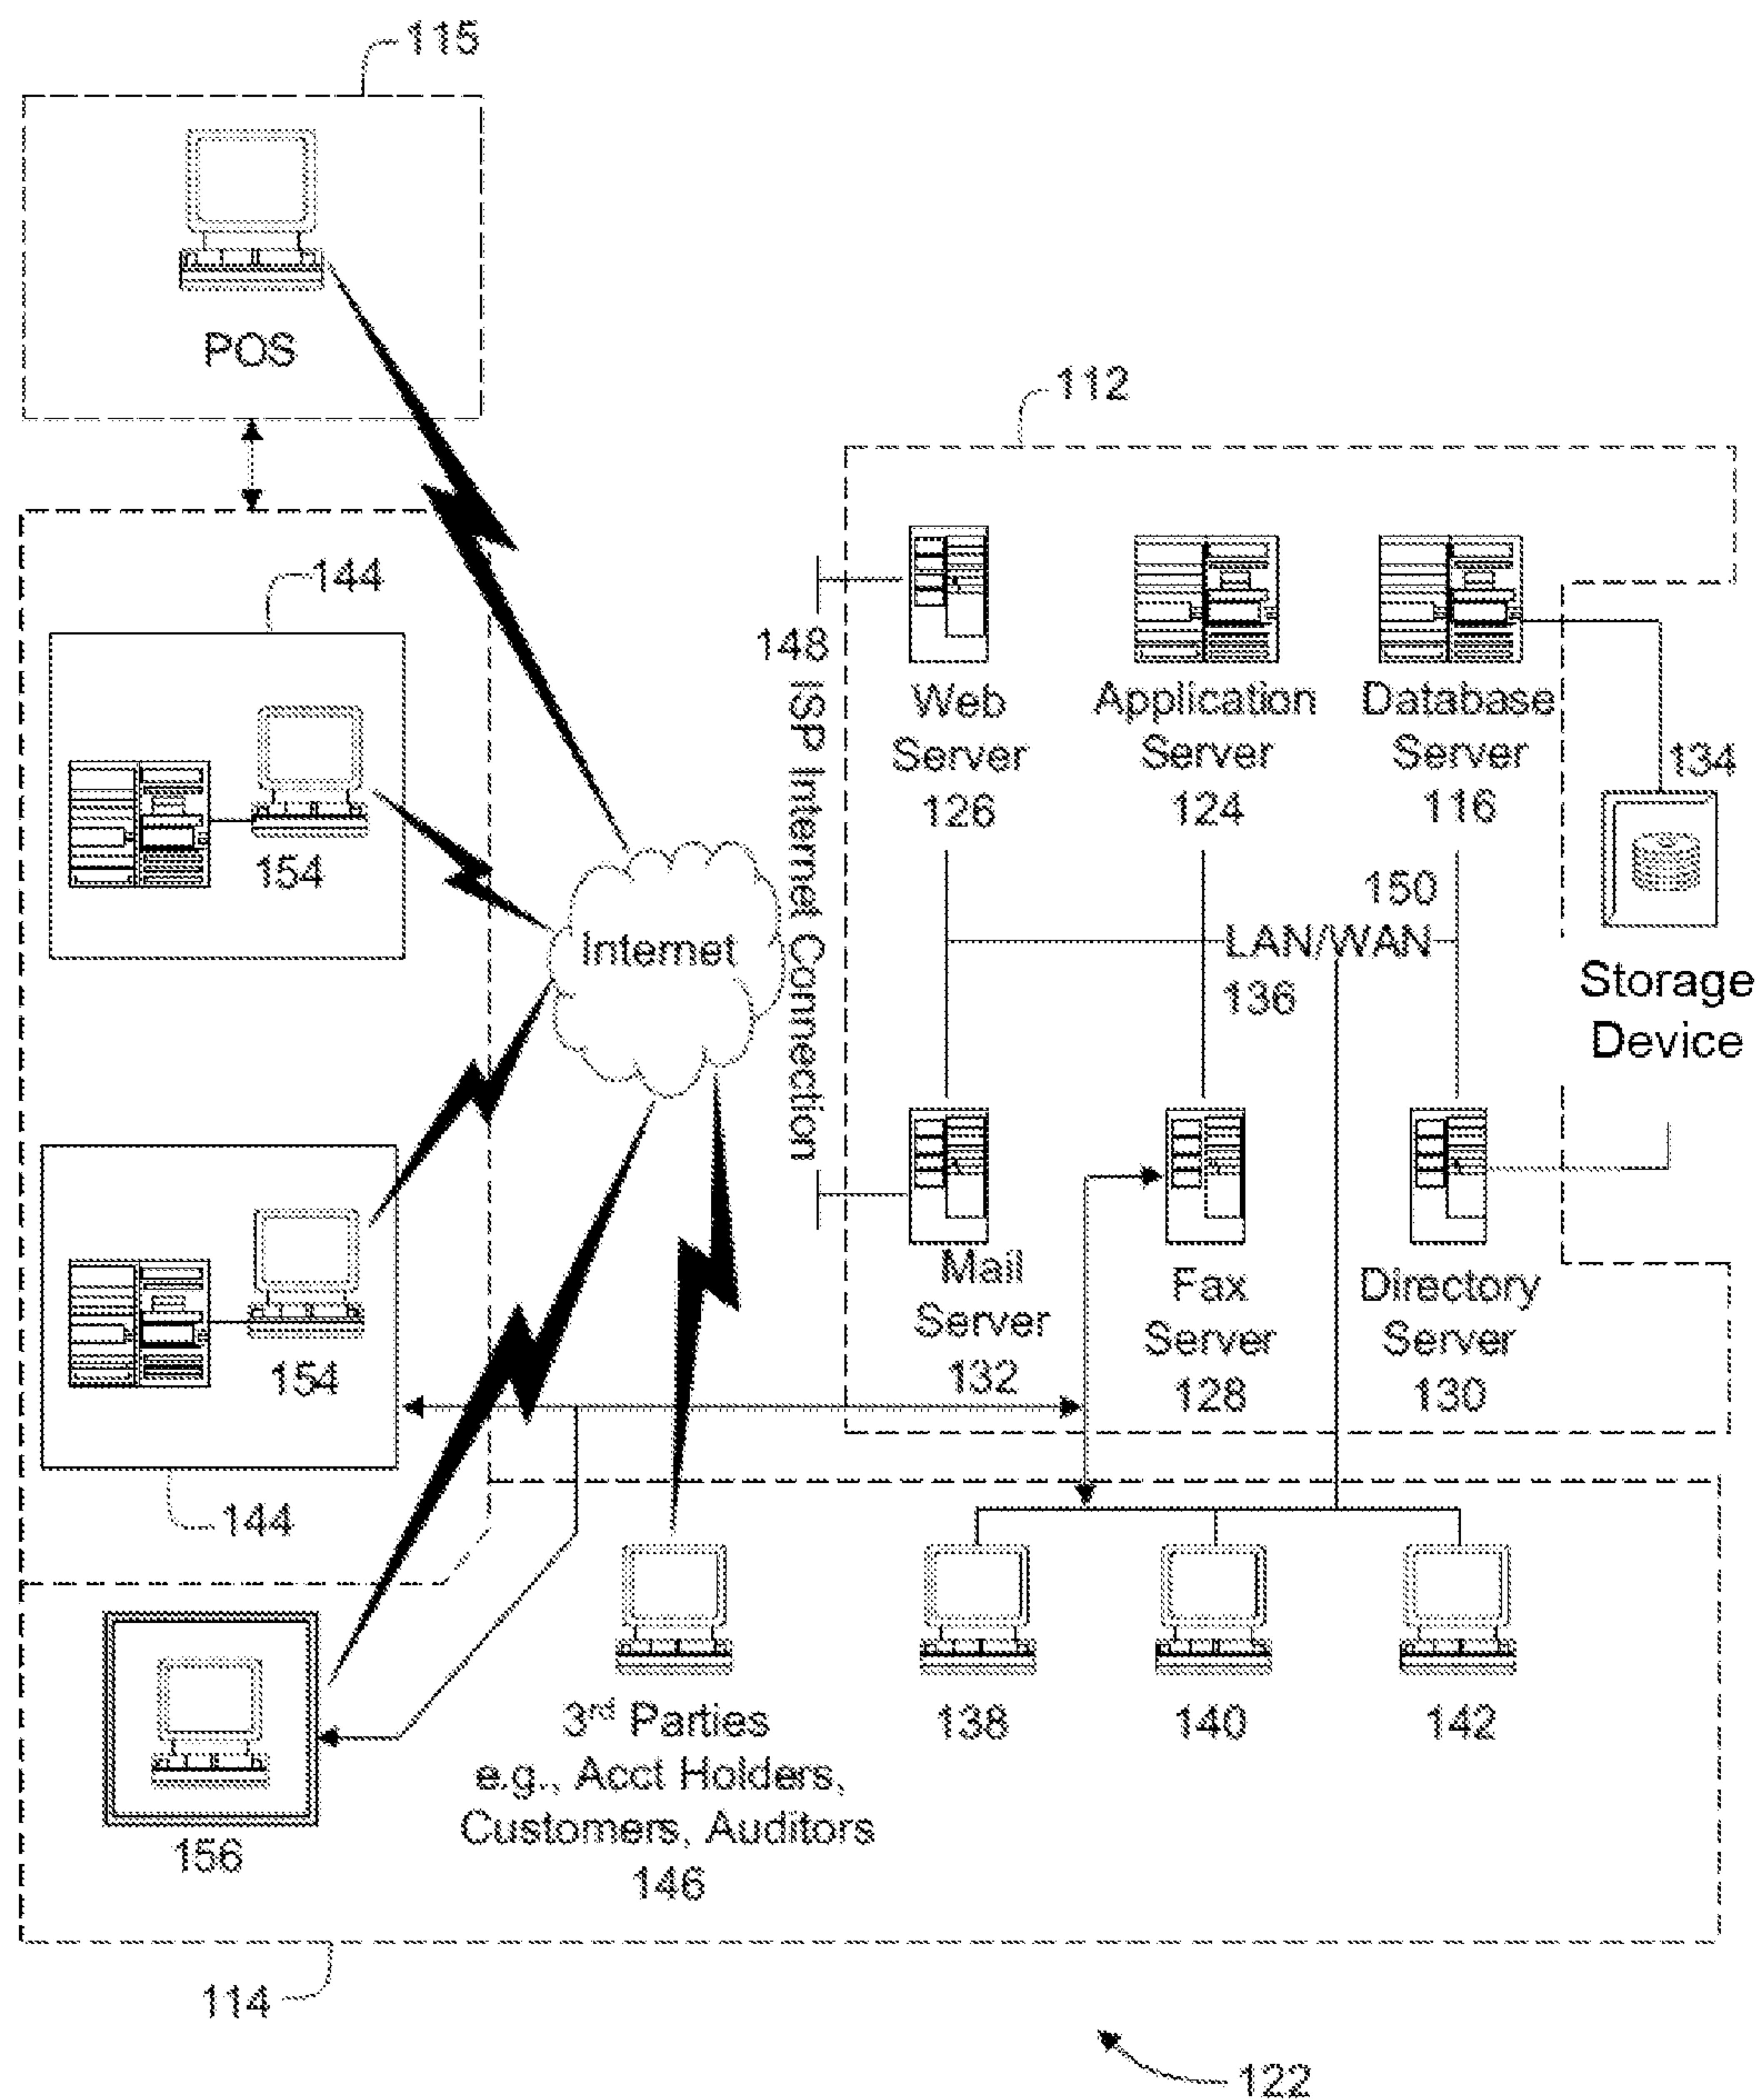 115
POS
112
144
154
148 ISP Internet Connection
Web
Server
126
Application
Server
124
Database
Server
116
134
Storage
Device
Internet
150
LAN/WAN
136
Mail
Server
132
Fax
Server
128
Directory
Server
130
154
144
156
3rd Parties
e.g., Acct Holders,
Customers, Auditors
146
138
140
142
114
122